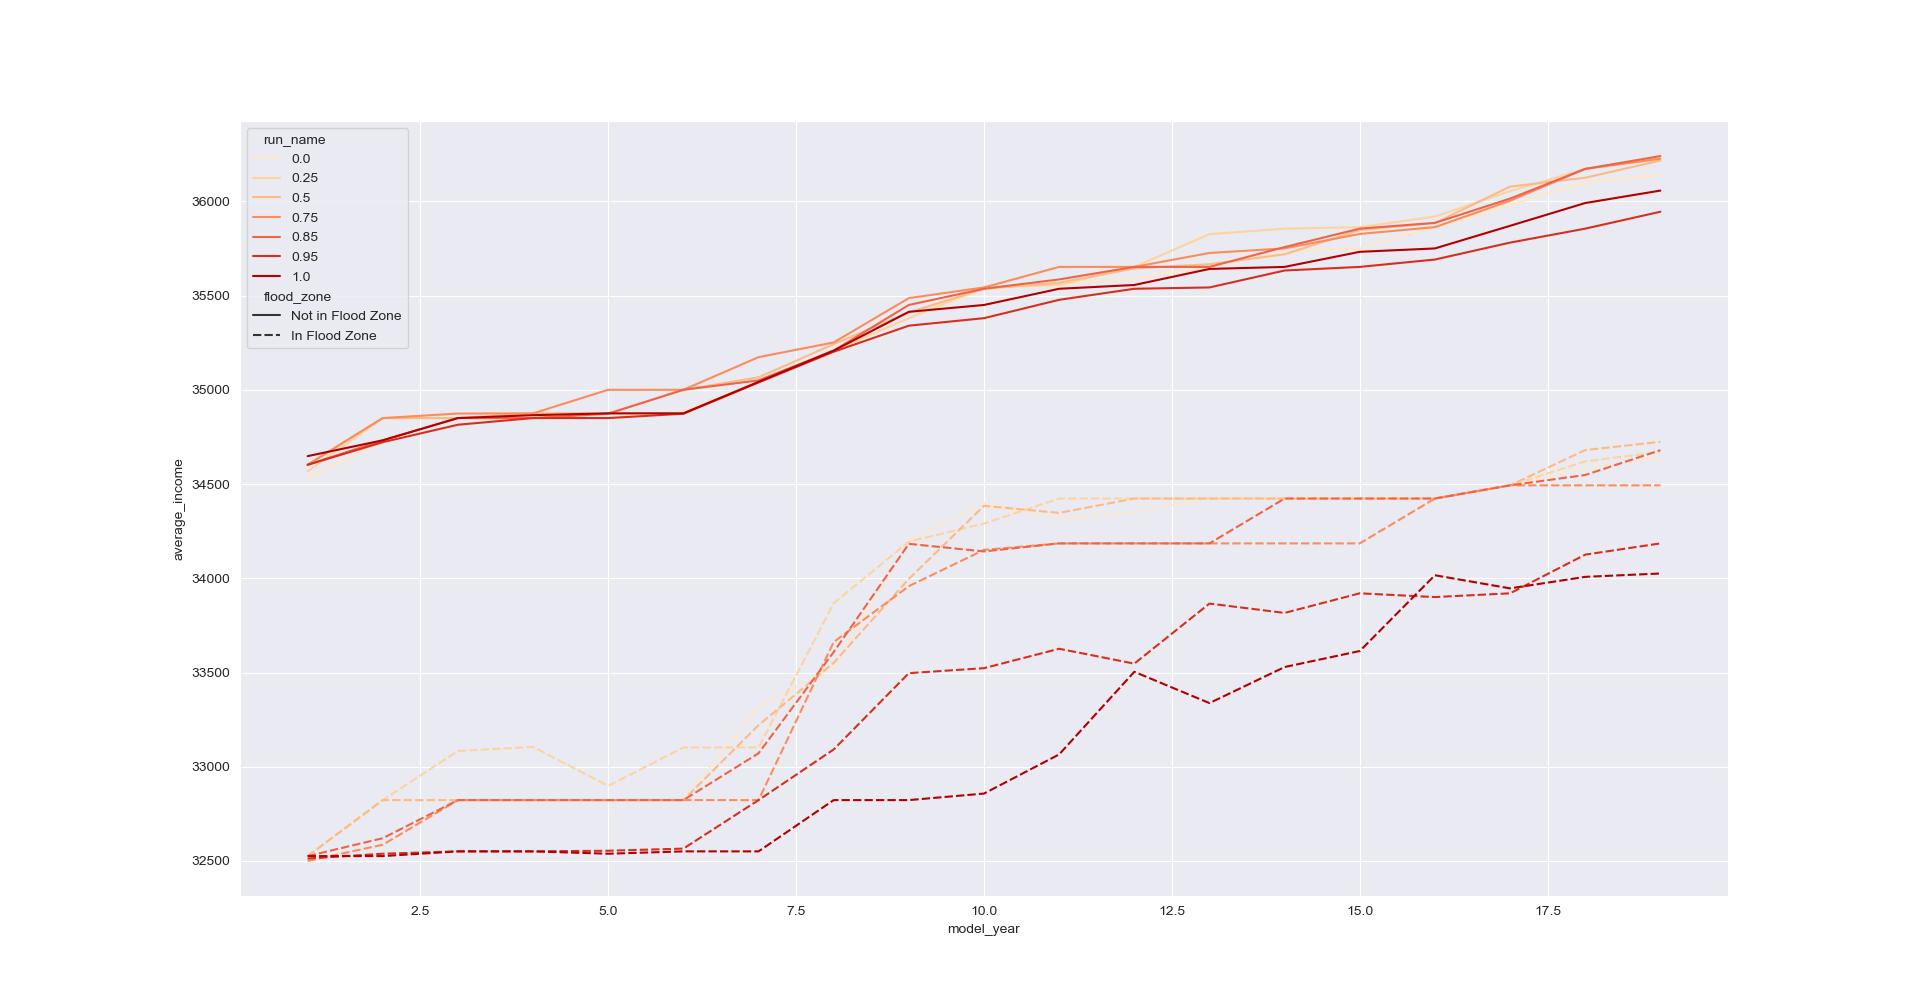 run_name
0.0
0.25
0.5
0.75
0.85
0.95
1.0
flood_zone
Not in Flood Zone
In Flood Zone
36000
35500
35000
34500
34000
33500
33000
32500
average_income
2.5 5.0 7.5 10.0 12.5 15.0 17.5
model_year